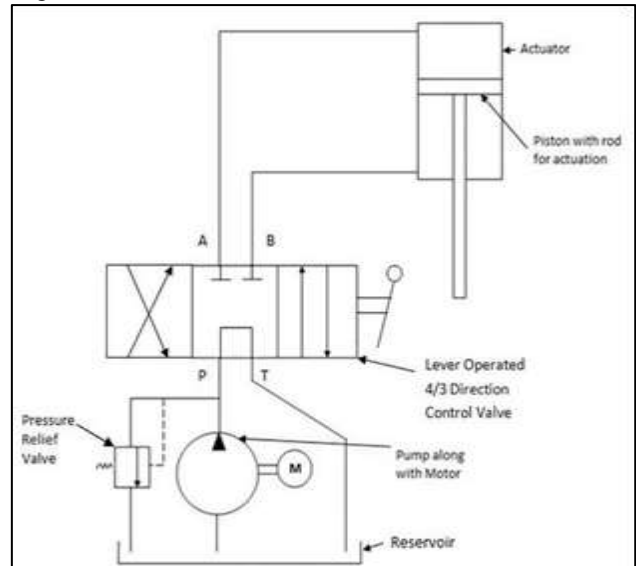 Actuator
Piston with rod
for actuation
A
B
Lever Operated
4/3 Direction
Control Valve
P
T
Pressure
Relief
Valve
Pump along
with Motor
M
Reservoir